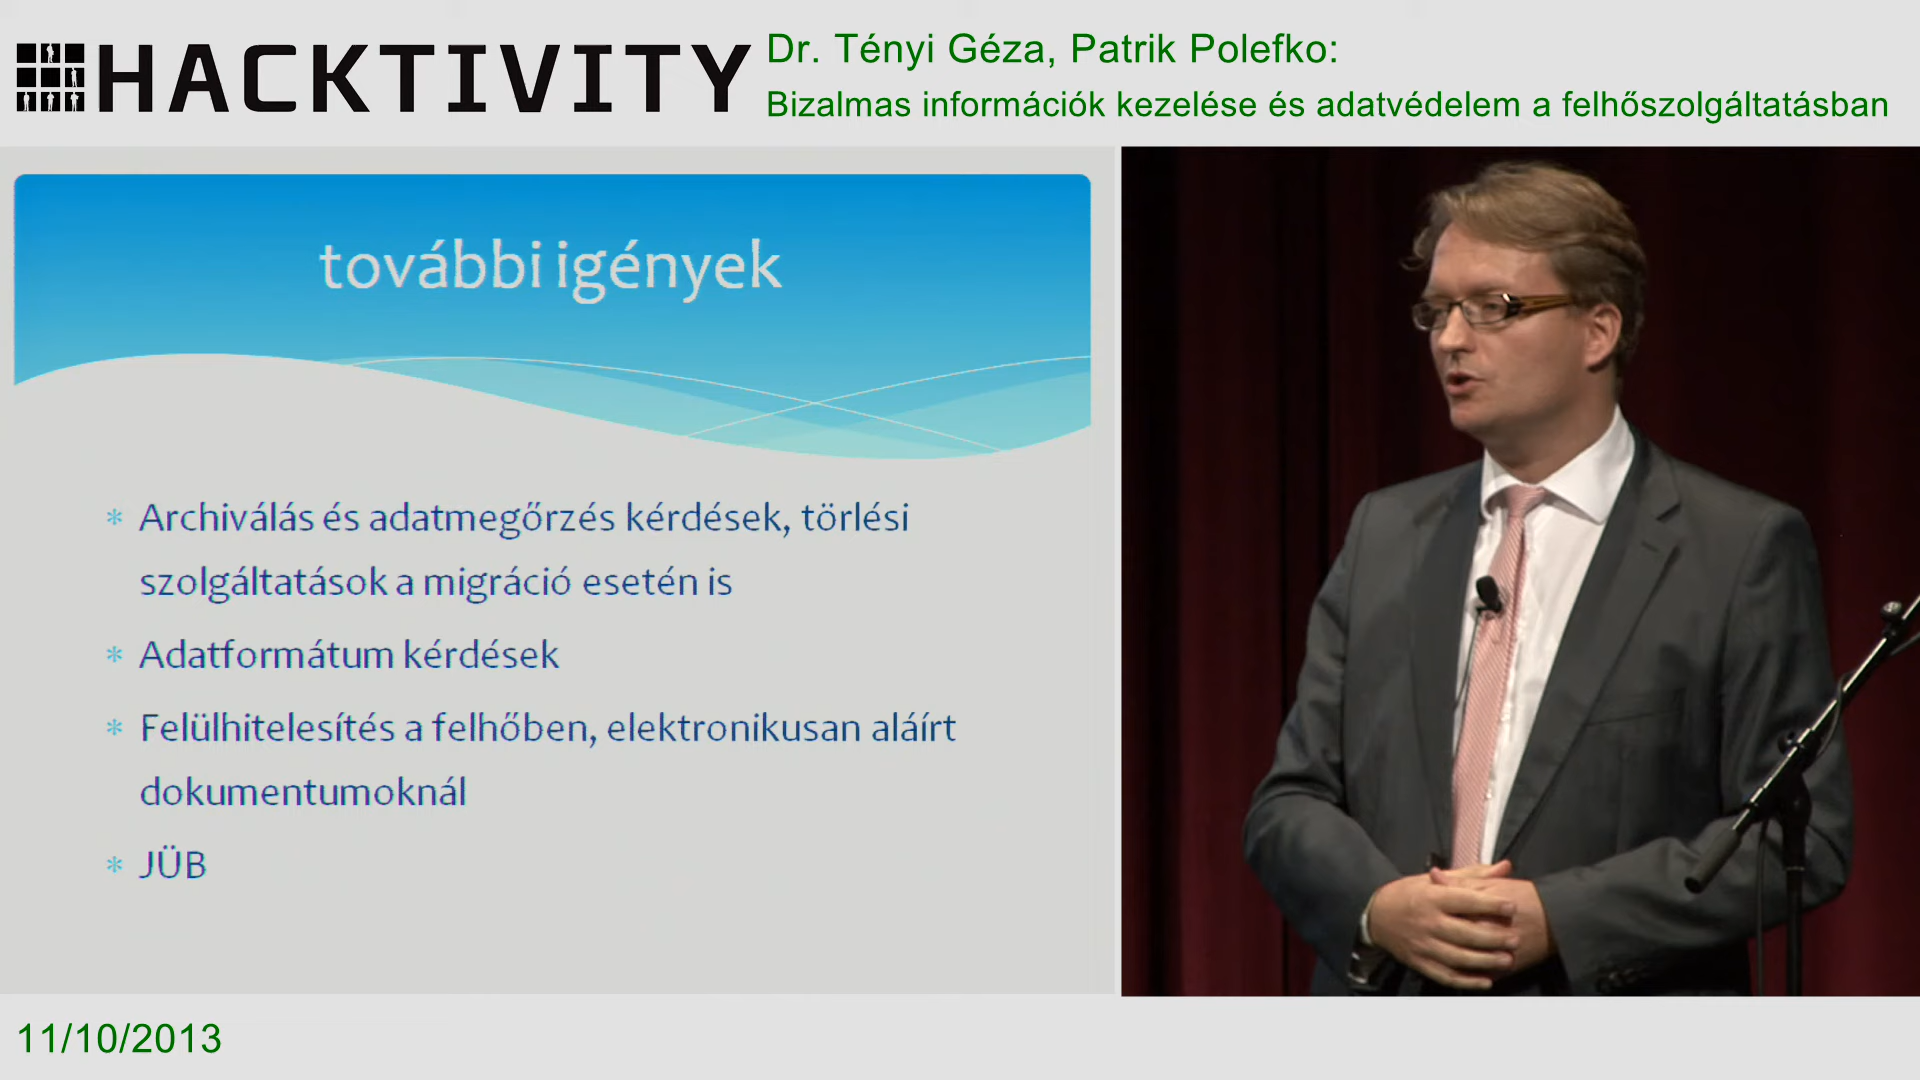 HACKTIVITY
Dr. Tényi Géza, Patrik Polefko:
Bizalmas információk kezelése és adatvédelem a felhőszolgáltatásban
további igények
* Archiválás és adatmegőrzés kérdések, törlési
szolgáltatások a migráció esetén is
* Adatformátum kérdések
* Felülhitelesítés a felhőben, elektronikusan aláírt
dokumentumoknál
* JÜB
11/10/2013